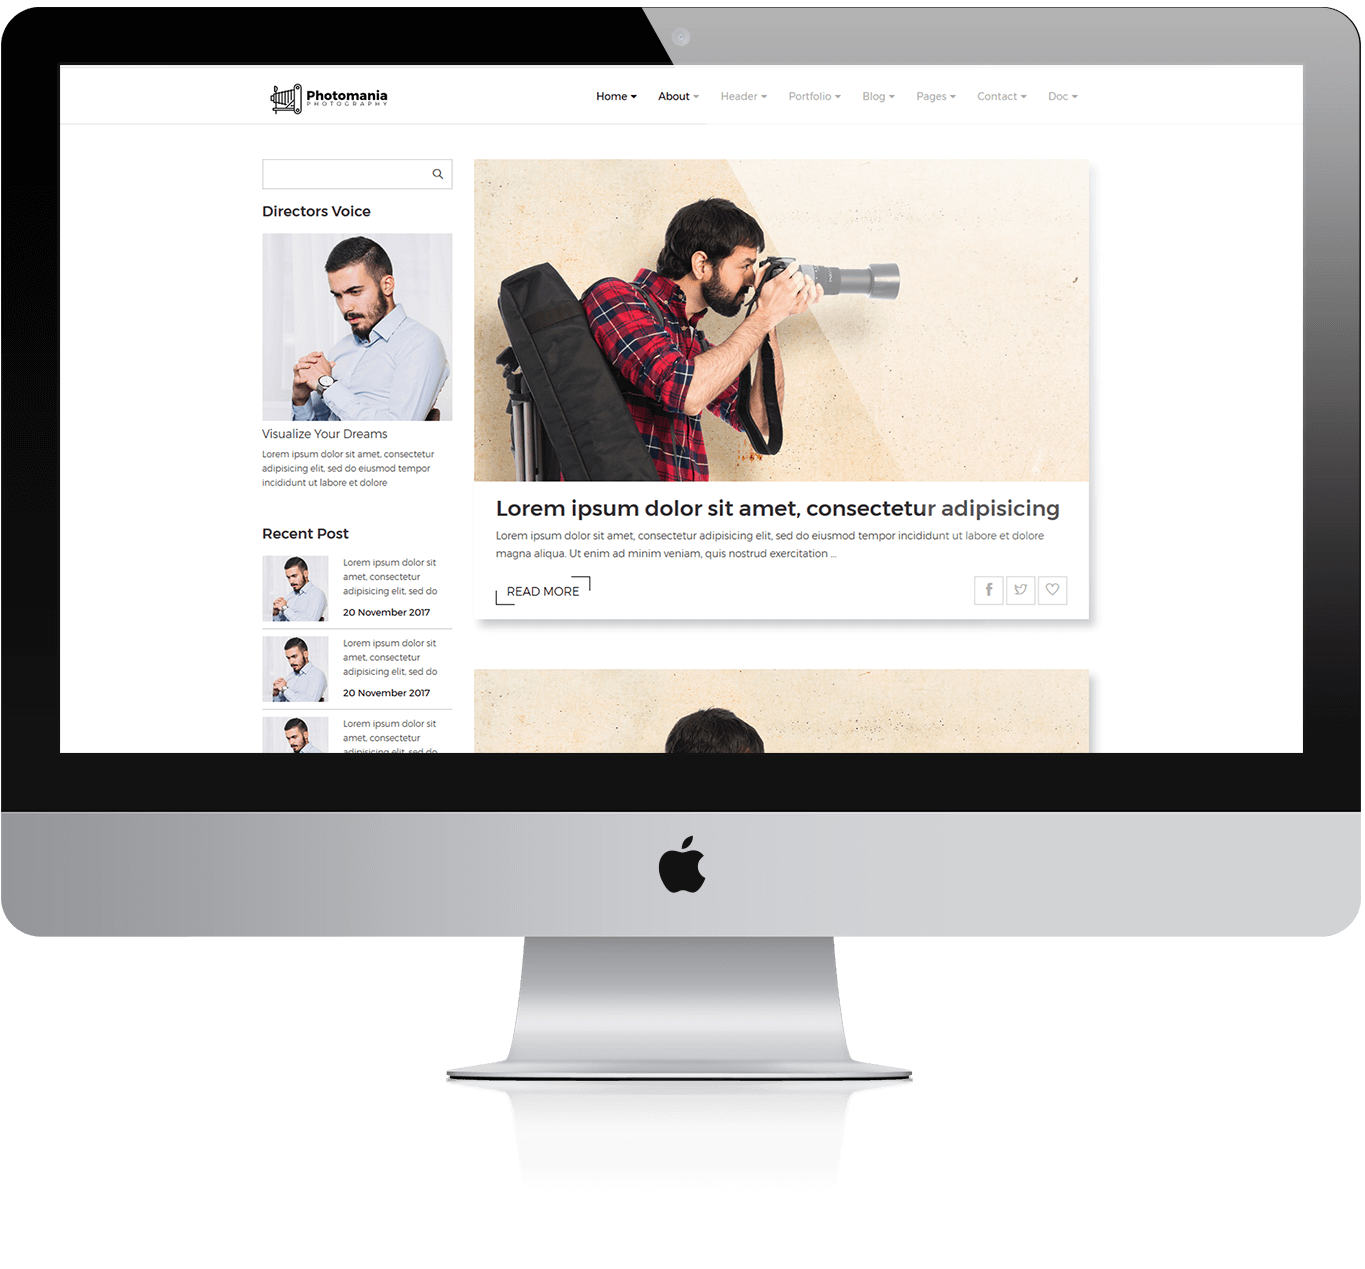 Photomania
PHOTOGRAPHY
Home About Header Portfolio Blog Pages Contact Doc
Directors Voice
Visualize Your Dreams
Lorem ipsum dolor sit amet, consectetur
adipisicing elit, sed do eiusmod tempor
incididunt ut labore et dolore
Recent Post
Lorem ipsum dolor sit
amet, consectetur
adipisicing elit, sed do
20 November 2017
Lorem ipsum dolor sit
amet, consectetur
adipisicing elit, sed do
20 November 2017
Lorem ipsum dolor sit
amet, consectetur
adipisicing elit, sed do
Lorem ipsum dolor sit amet, consectetur adipisicing
Lorem ipsum dolor sit amet, consectetur adipisicing elit, sed do eiusmod tempor incididunt ut labore et dolore
magna aliqua. Ut enim ad minim veniam, quis nostrud exercitation ...
READ MORE